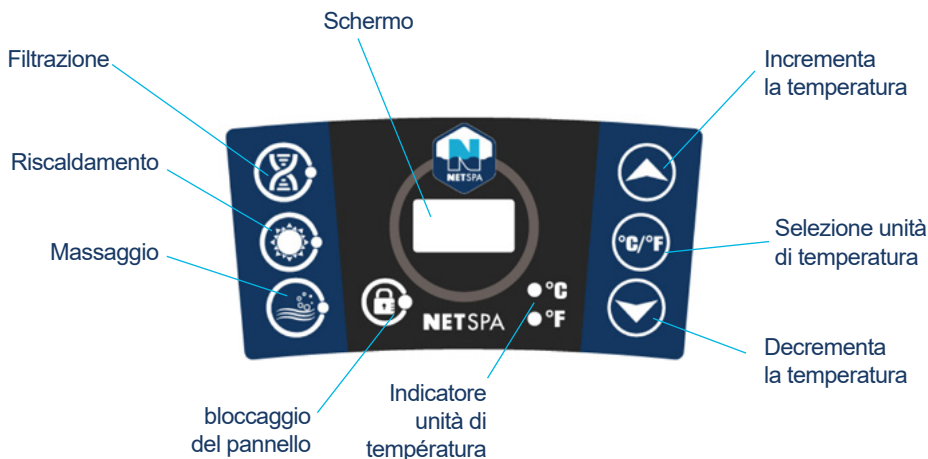 Schermo
Filtrazione
Incrementa
la temperatura
Riscaldamento
N
NETSPA
Massaggio
°C/°F
Selezione unità
di temperatura
°C
NETSPA
°F
Decrementa
la temperatura
bloccaggio
del pannello
Indicatore
unità di
températura